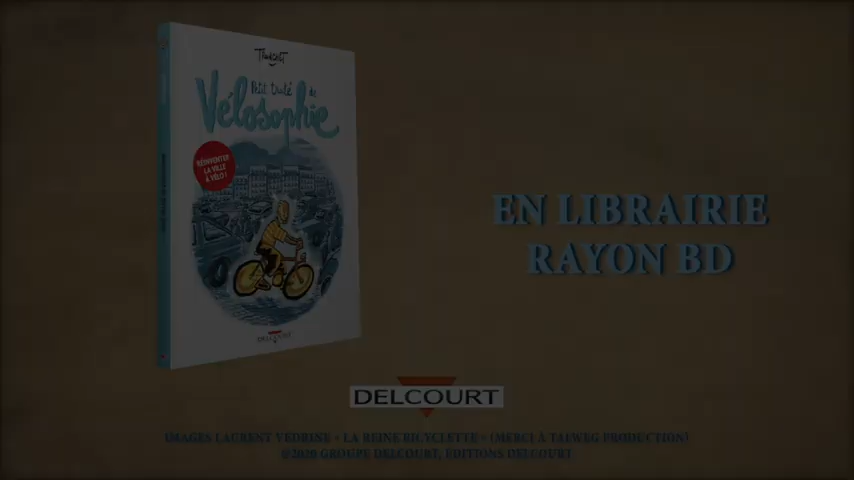 Tronchet
Petit traité de
Vélosophie
RÉINVENTER
LA VILLE
À VÉLO !
DELCOURT
EN LIBRAIRIE
RAYON BD
DELCOURT
IMAGES LAURENT VEDRINE - LA REINE BICYCLETTE - (MERCI À TALWEG PRODUCTION)
©2020 GROUPE DELCOURT, ÉDITIONS DELCOURT